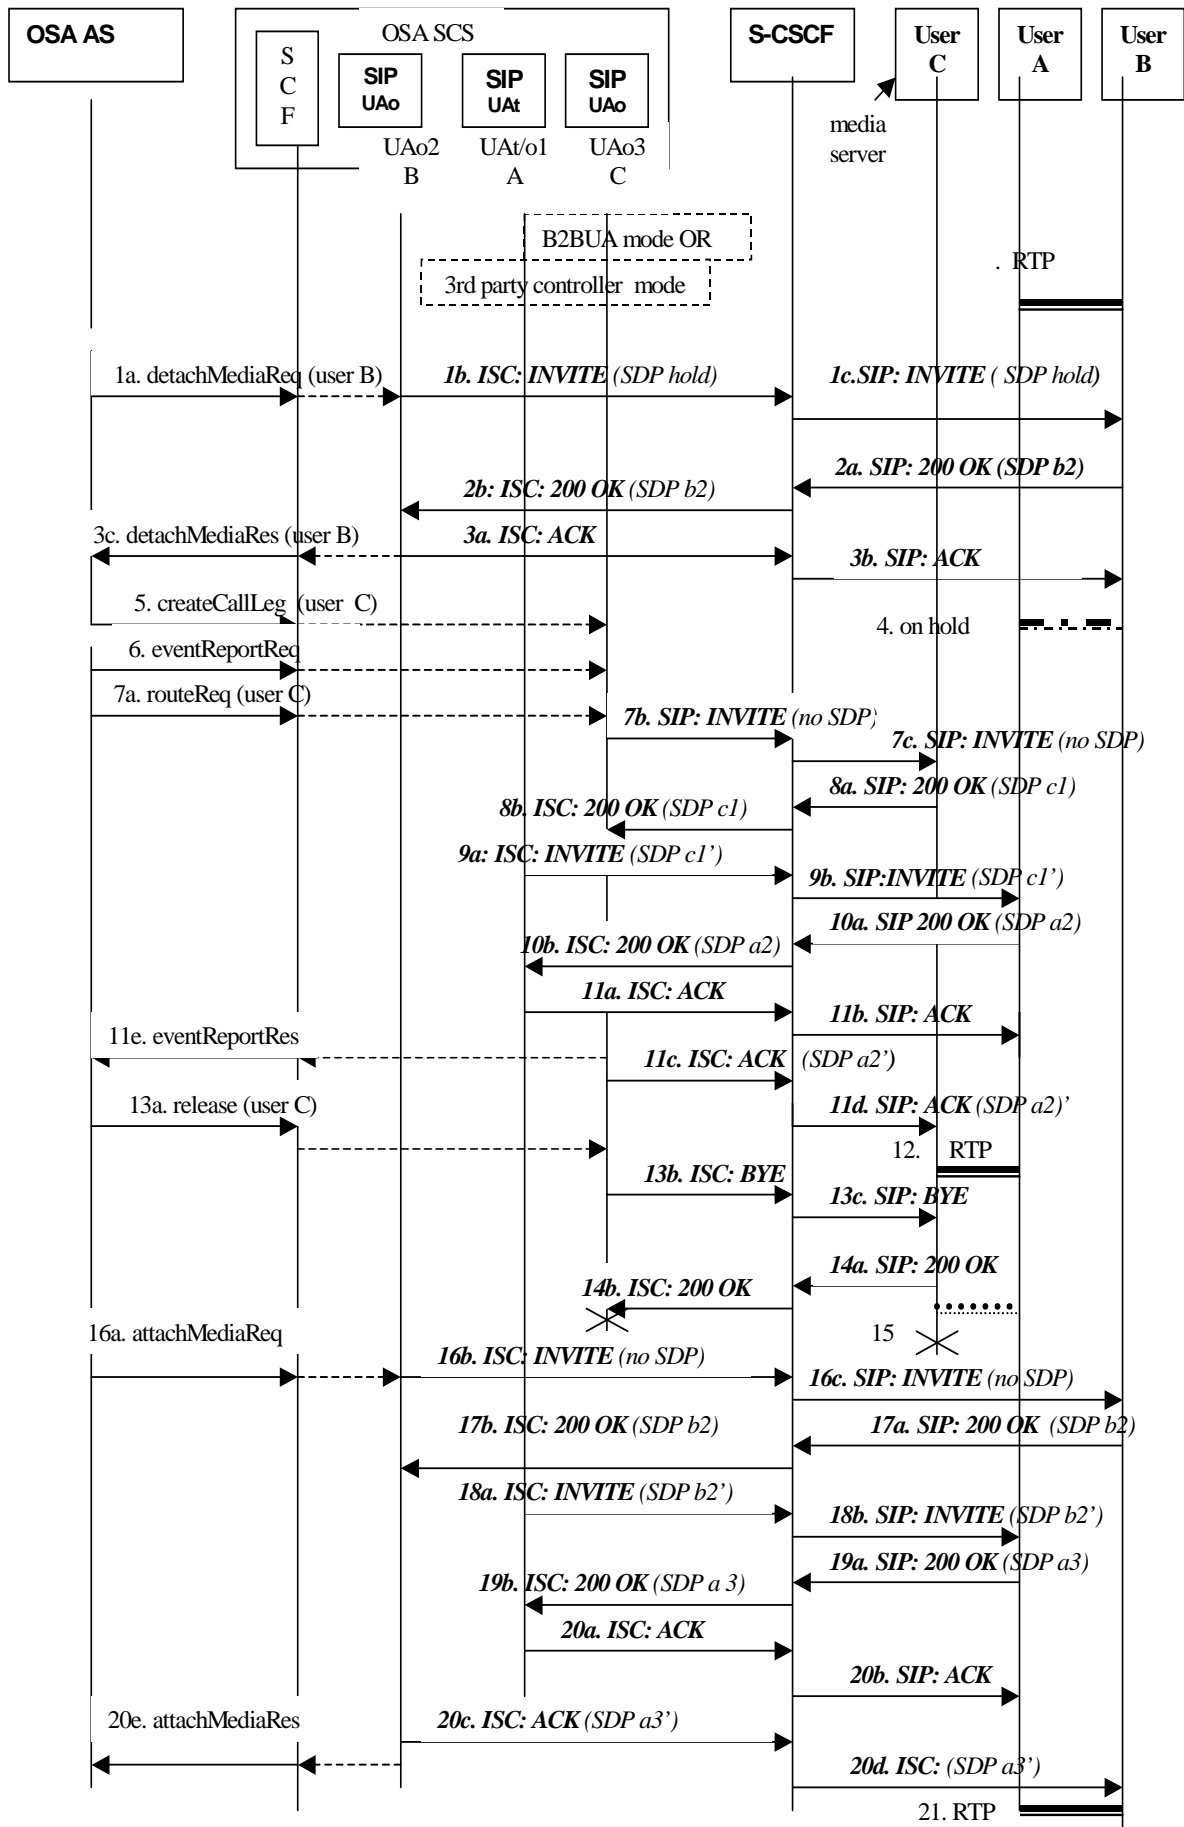 OSA AS
OSA SCS
S-CSCF
User
C
User
A
User
B
S
C
F
SIP
UAo
SIP
UAt
SIP
UAo
media
server
UAo2
B
UAt/o1
A
UAo3
C
B2BUA mode OR
3rd party controller mode
. RTP
1a. detachMediaReq (user B)
1b. ISC: INVITE (SDP hold)
1c.SIP: INVITE ( SDP hold)
2a. SIP: 200 OK (SDP b2)
2b: ISC: 200 OK (SDP b2)
3c. detachMediaRes (user B)
3a. ISC: ACK
3b. SIP: ACK
5. createCallLeg (user C)
4. on hold
6. eventReportReq
7a. routeReq (user C)
7b. SIP: INVITE (no SDP)
7c. SIP: INVITE (no SDP)
8a. SIP: 200 OK (SDP c1)
8b. ISC: 200 OK (SDP c1)
9a: ISC: INVITE (SDP c1’)
9b. SIP:INVITE (SDP c1’)
10a. SIP 200 OK (SDP a2)
10b. ISC: 200 OK (SDP a2)
11a. ISC: ACK
11b. SIP: ACK
11e. eventReportRes
11c. ISC: ACK (SDP a2’)
13a. release (user C)
11d. SIP: ACK (SDP a2)’
12. RTP
13b. ISC: BYE
13c. SIP: BYE
14a. SIP: 200 OK
14b. ISC: 200 OK
15
16a. attachMediaReq
16b. ISC: INVITE (no SDP)
16c. SIP: INVITE (no SDP)
17b. ISC: 200 OK (SDP b2)
17a. SIP: 200 OK (SDP b2)
18a. ISC: INVITE (SDP b2’)
18b. SIP: INVITE (SDP b2’)
19a. SIP: 200 OK (SDP a3)
19b. ISC: 200 OK (SDP a 3)
20a. ISC: ACK
20b. SIP: ACK
20e. attachMediaRes
20c. ISC: ACK (SDP a3’)
20d. ISC: (SDP a3’)
21. RTP